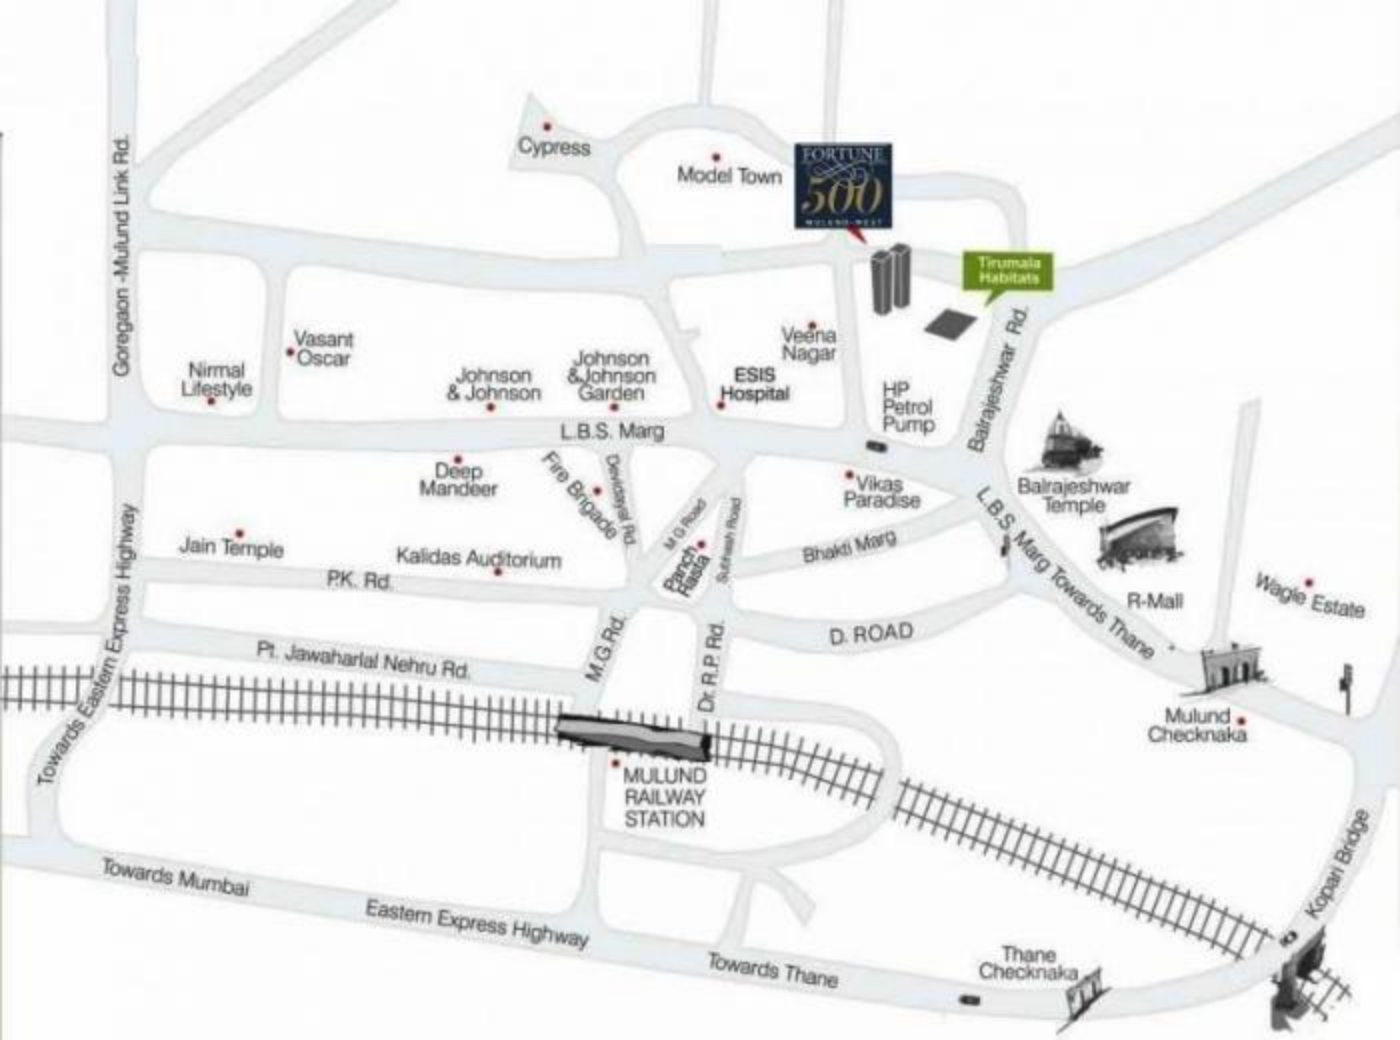 Goregaon -Mulund Link Rd.
Cypress
Model Town
FORTUNE
500
MULUND-WEST
Tirumala
Habitats
Vasant
Oscar
Nirmal
Lifestyle
Johnson
& Johnson
Johnson
&Johnson
Garden
Veena
Nagar
ESIS
Hospital
HP
Petrol
Pump
Balrajeshwar Rd.
L.B.S. Marg
Deep
Mandeer
Fire Brigade
Devidayal Rd.
M.G.Road
Panch
Rasta
Subhash Road
Vikas
Paradise
Balrajeshwar
Temple
Bhakti Marg
L.B.S. Marg Towards Thane
R-Mall
Wagle Estate
Jain Temple
Kalidas Auditorium
P.K. Rd.
Towards Eastern Express Highway
Pt. Jawaharlal Nehru Rd.
M.G.Rd.
Dr. R.P. Rd.
D. ROAD
Mulund
Checknaka
MULUND
RAILWAY
STATION
Kopari Bridge
Towards Mumbai
Eastern Express Highway
Towards Thane
Thane
Checknaka